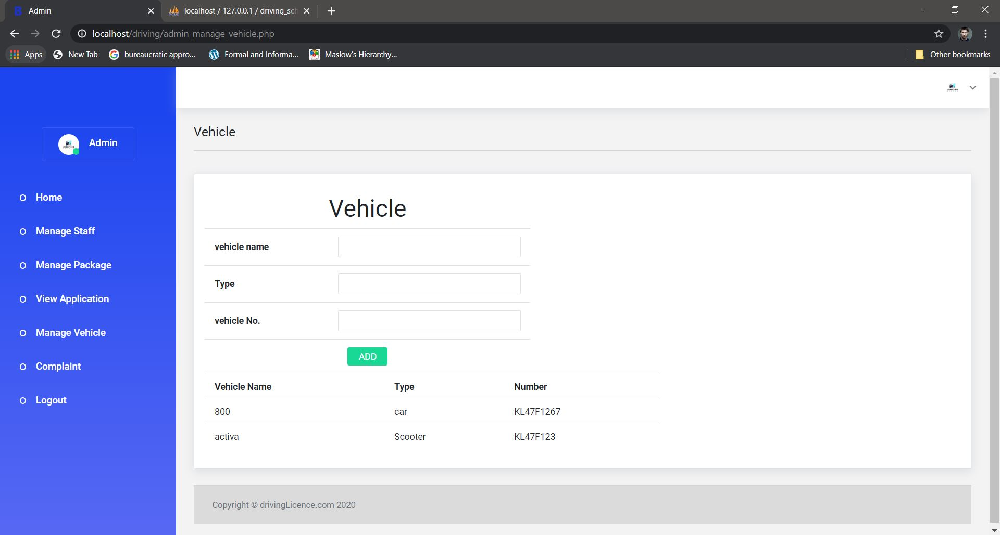 Admin
localhost / 127.0.0.1 / driving_sch
localhost/driving/admin_manage_vehicle.php
Apps New Tab bureaucratic appro... Formal and Informa... Maslow's Hierarchy... Other bookmarks
Admin
Home
Manage Staff
Manage Package
View Application
Manage Vehicle
Complaint
Logout
Vehicle
Vehicle
vehicle name
Type
vehicle No.
ADD
Vehicle Name Type Number
800 car KL47F1267
activa Scooter KL47F123
Copyright © drivingLicence.com 2020